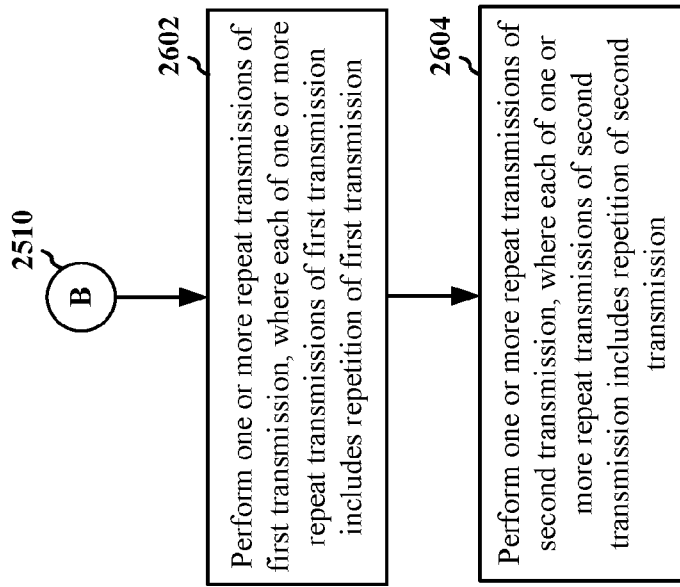 2510
B
2602
Perform one or more repeat transmissions of
first transmission, where each of one or more
repeat transmissions of first transmission
includes repetition of first transmission
2604
Perform one or more repeat transmissions of
second transmission, where each of one or
more repeat transmissions of second
transmission includes repetition of second
transmission